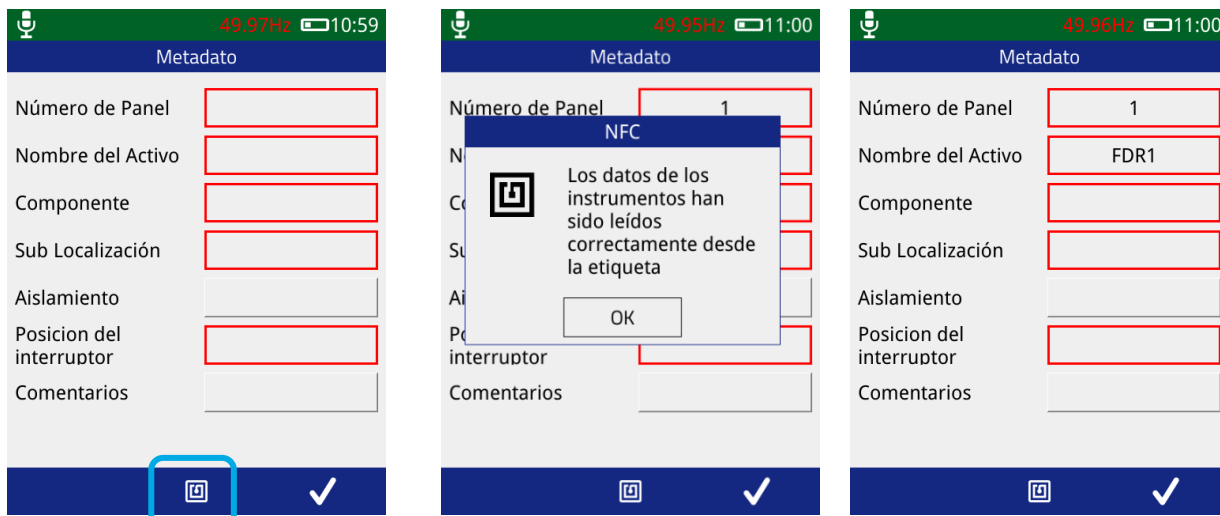 49.97Hz 10:59
Metadato
Número de Panel
Nombre del Activo
Componente
Sub Localización
Aislamiento
Posicion del
interruptor
Comentarios
49.95Hz 11:00
Metadato
Número de Panel 1
NFC
Los datos de los
instrumentos han
sido leídos
correctamente desde
la etiqueta
OK
interruptor
Comentarios
49.96Hz 11:00
Metadato
Número de Panel 1
Nombre del Activo FDR1
Componente
Sub Localización
Aislamiento
Posicion del
interruptor
Comentarios